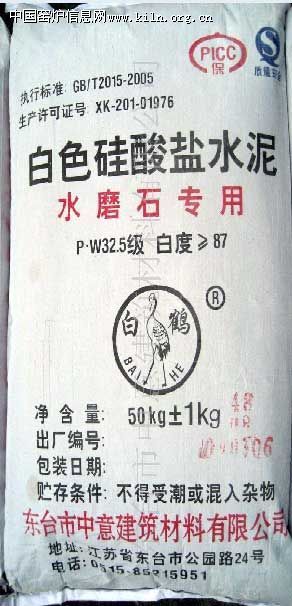 中国窑炉信息网
www.kiln.org.cn
PICC
保
执行标准: GB/T2015-2005
生产许可证号: XK-201-01976
白色硅酸盐水泥
水磨石专用
P·W32.5级 白度≥87
白鹤
®
BAI HE
净含量: 50kg±1kg
出厂编号:
包装日期:
贮存条件: 不得受潮或混入杂物
东台市中意建筑材料有限公司
地址: 江苏省东台市公园路24号
电话: 0515-85215951